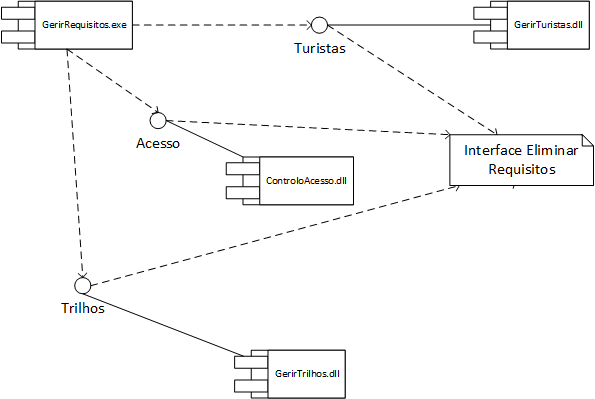 GerirRequisitos.exe
GerirTuristas.dll
Turistas
Acesso
Interface Eliminar
Requisitos
ControloAcesso.dll
Trilhos
GerirTrilhos.dll